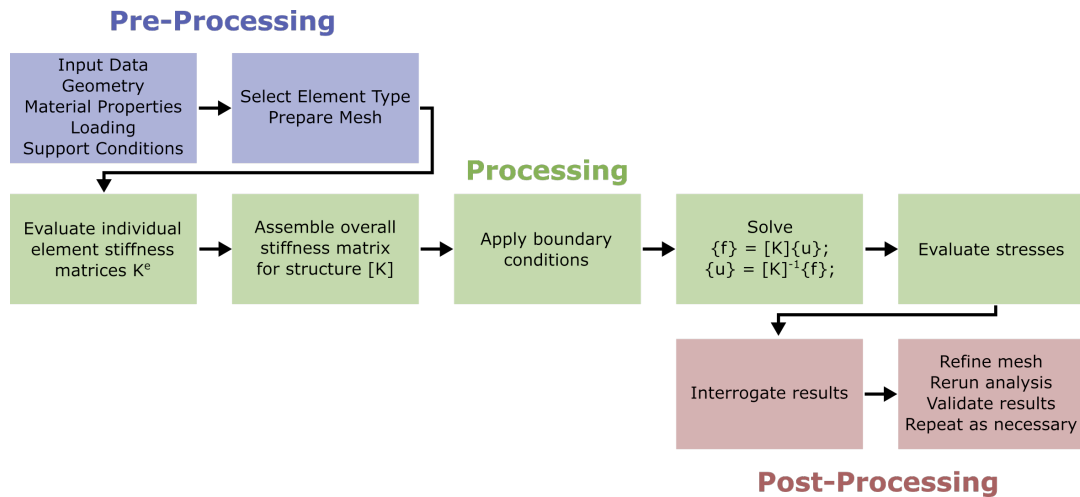 Pre-Processing
Input Data
Geometry
Material Properties
Loading
Support Conditions
Select Element Type
Prepare Mesh
Processing
Evaluate individual
element stiffness
matrices Kᵉ
Assemble overall
stiffness matrix
for structure [K]
Apply boundary
conditions
Solve
{f} = [K]{u};
{u} = [K]⁻¹{f};
Evaluate stresses
Interrogate results
Refine mesh
Rerun analysis
Validate results
Repeat as necessary
Post-Processing